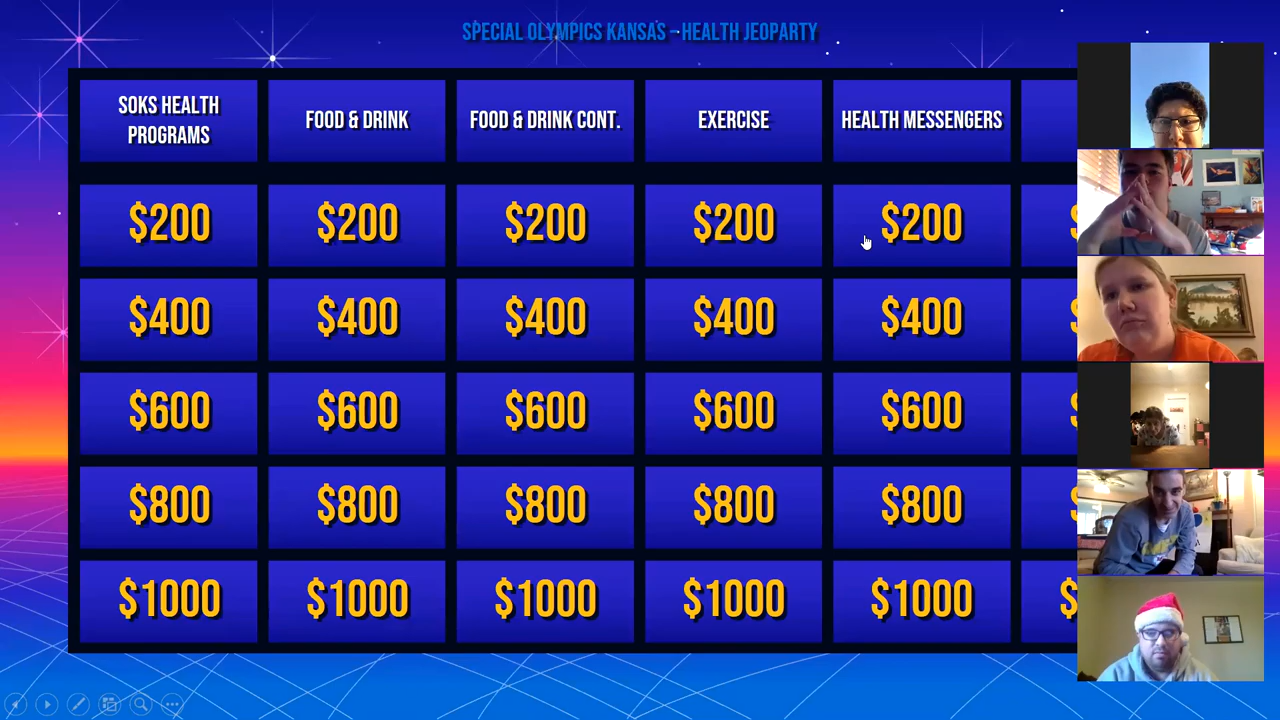 SPECIAL OLYMPICS KANSAS – HEALTH JEOPARTY
SOKS HEALTH
PROGRAMS
FOOD & DRINK
FOOD & DRINK CONT.
EXERCISE
HEALTH MESSENGERS
$200 $200 $200 $200 $200
$400 $400 $400 $400 $400
$600 $600 $600 $600 $600
$800 $800 $800 $800 $800
$1000 $1000 $1000 $1000 $1000 $